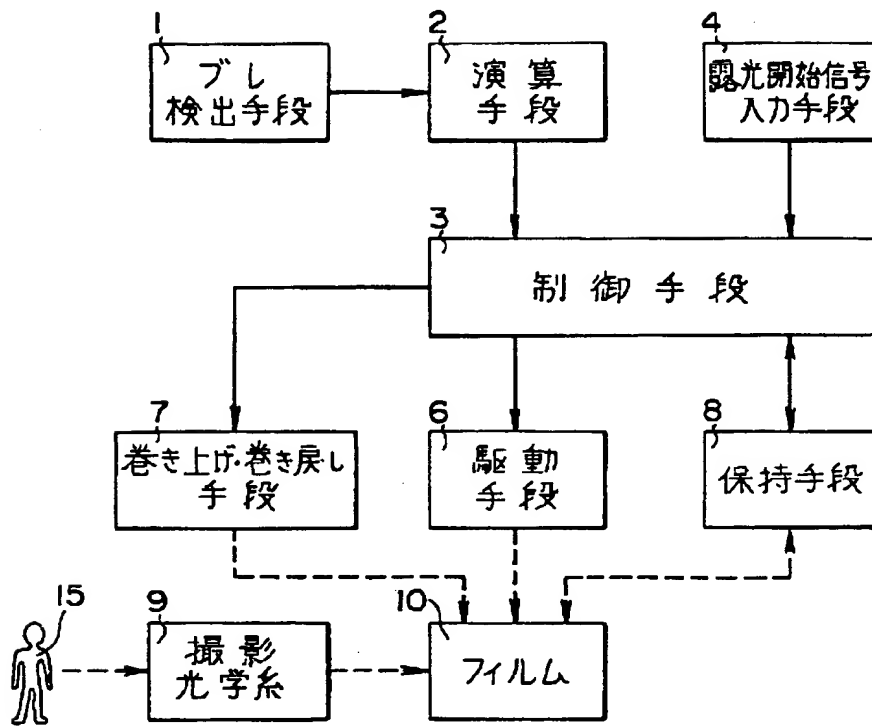 1
ブレ
検出手段
2
演算
手段
4
露光開始信号
入力手段
3
制御手段
7
巻き上げ・巻き戻し
手段
6
駆動
手段
8
保持手段
15
9
撮影
光学系
10
フィルム